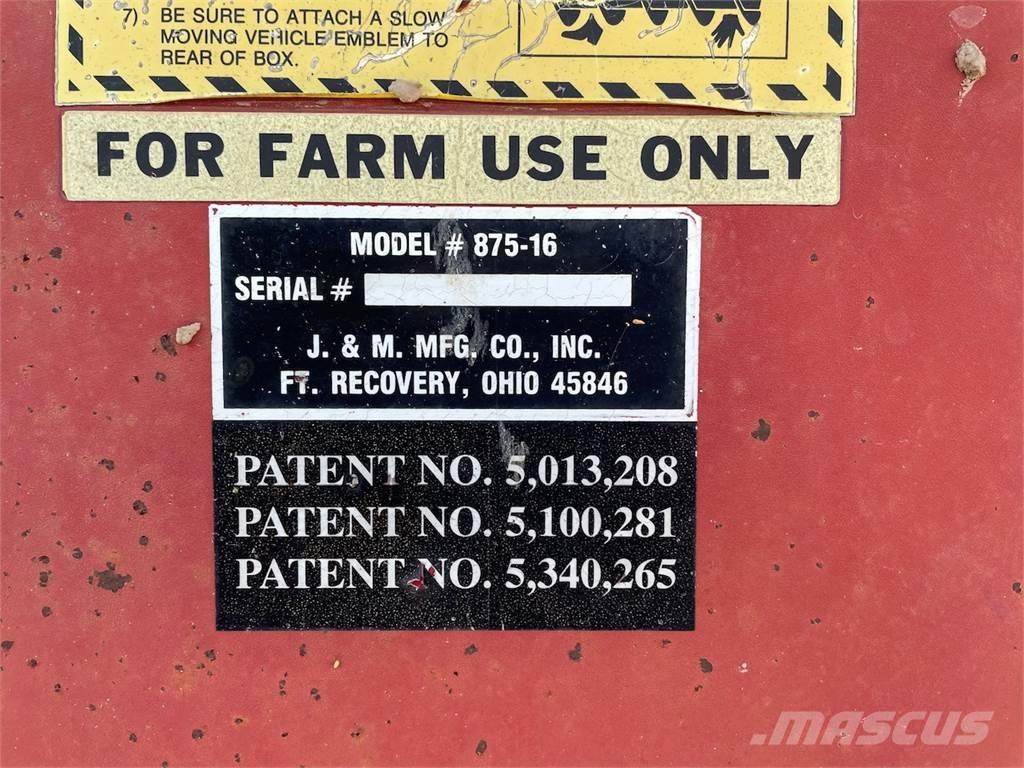 7) BE SURE TO ATTACH A SLOW
MOVING VEHICLE EMBLEM TO
REAR OF BOX.
FOR FARM USE ONLY
MODEL # 875-16
SERIAL #
J. & M. MFG. CO., INC.
FT. RECOVERY, OHIO 45846
PATENT NO. 5,013,208
PATENT NO. 5,100,281
PATENT NO. 5,340,265
MASCUS